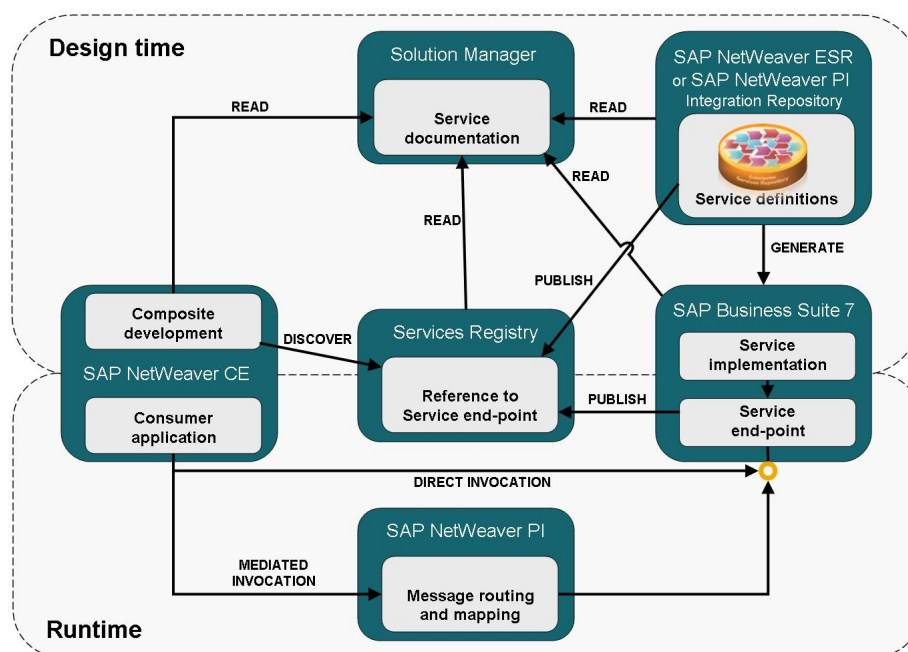 Design time
Solution Manager
Service
documentation
SAP NetWeaver ESR
or SAP NetWeaver PI
Integration Repository
Enterprise
Services Repository
Service definitions
READ
READ
READ
READ
GENERATE
PUBLISH
Composite
development
SAP NetWeaver CE
Consumer
application
DISCOVER
Services Registry
Reference to
Service end-point
PUBLISH
SAP Business Suite 7
Service
implementation
Service
end-point
DIRECT INVOCATION
SAP NetWeaver PI
MEDIATED
INVOCATION
Message routing
and mapping
Runtime